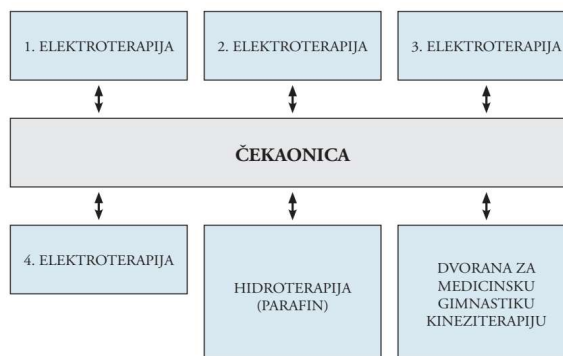 1. ELEKTROTERAPIJA
2. ELEKTROTERAPIJA
3. ELEKTROTERAPIJA
ČEKAONICA
4. ELEKTROTERAPIJA
HIDROTERAPIJA
(PARAFIN)
DVORANA ZA
MEDICINSKU
GIMNASTIKU
KINEZITERAPIJU